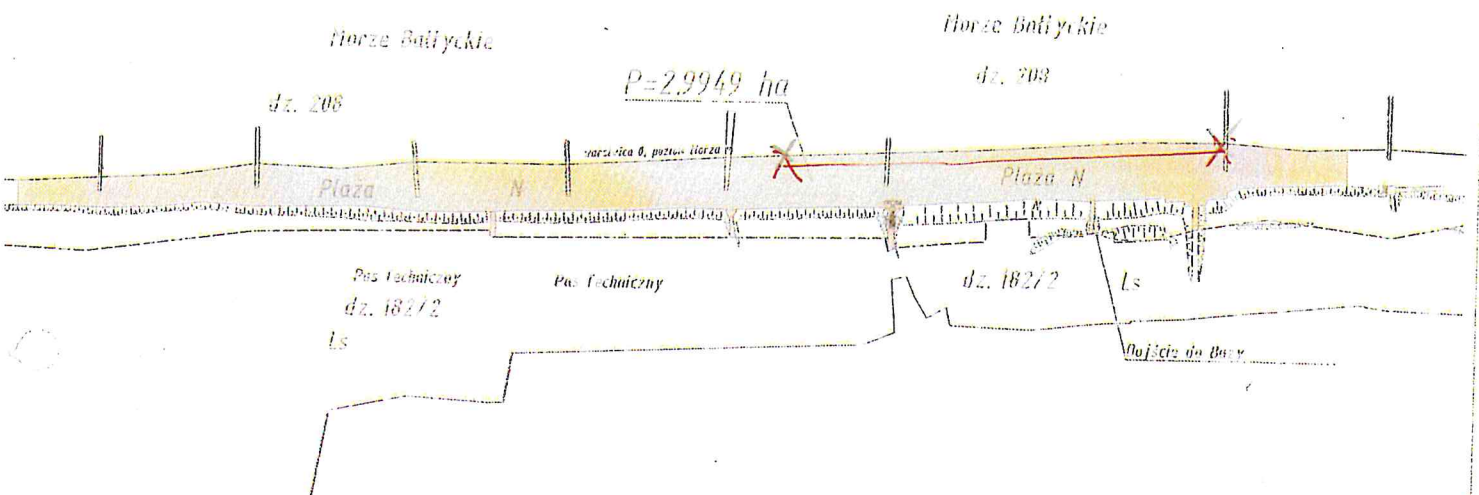 Morze Bałtyckie
Morze Bałtyckie
dz. 208
P=2.9949 ha
dz. 208
warstwica 0, poziom Morza
Plaża N
Plaża N
Pas techniczny
dz. 182/2
Ls
Pas techniczny
dz. 182/2
Ls
Dojście do Bazy